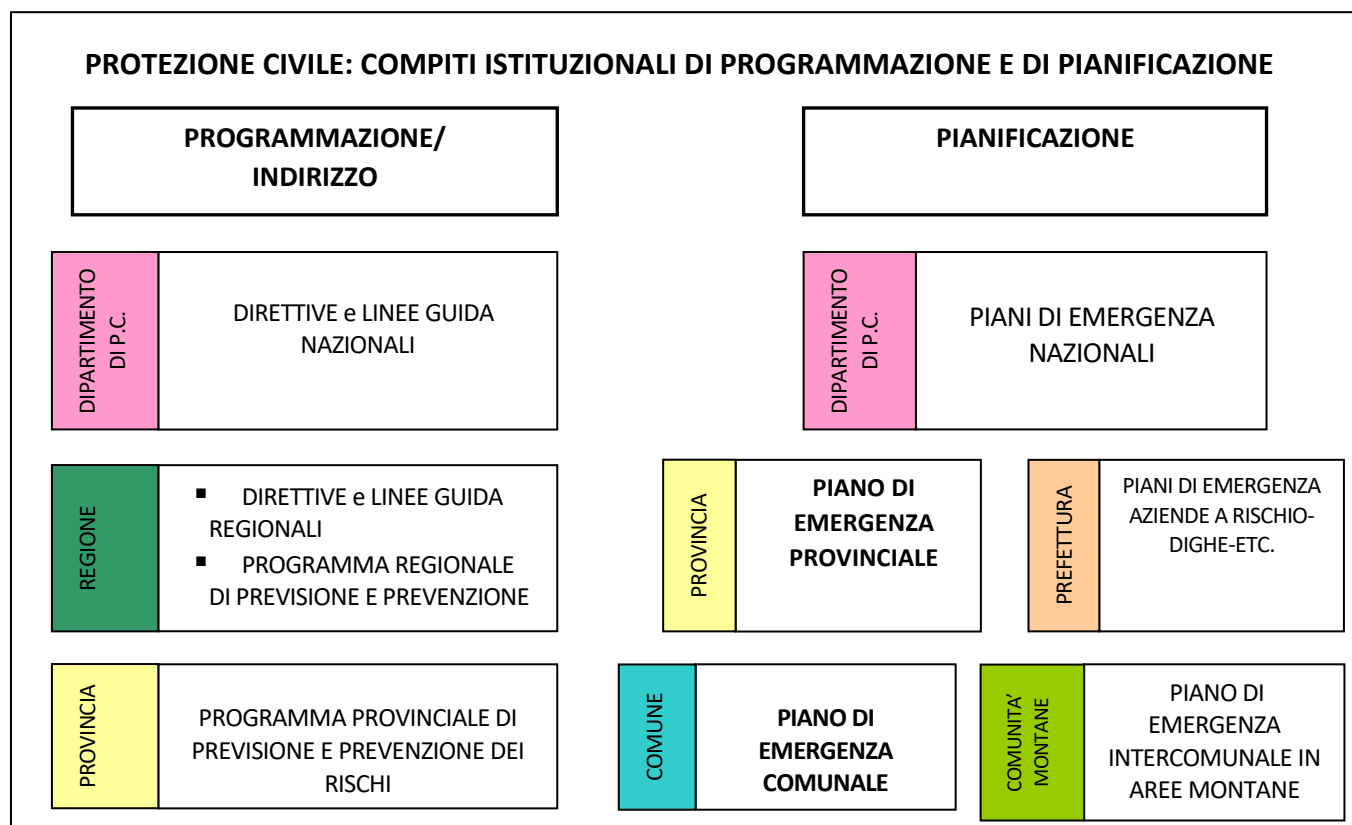 PROTEZIONE CIVILE: COMPITI ISTITUZIONALI DI PROGRAMMAZIONE E DI PIANIFICAZIONE
PROGRAMMAZIONE/
INDIRIZZO
PIANIFICAZIONE
DIPARTIMENTO
DI P.C.
DIRETTIVE e LINEE GUIDA
NAZIONALI
DIPARTIMENTO
DI P.C.
PIANI DI EMERGENZA
NAZIONALI
REGIONE
▪ DIRETTIVE e LINEE GUIDA
REGIONALI
▪ PROGRAMMA REGIONALE
DI PREVISIONE E PREVENZIONE
PROVINCIA
PIANO DI
EMERGENZA
PROVINCIALE
PREFETTURA
PIANI DI EMERGENZA
AZIENDE A RISCHIO-
DIGHE-ETC.
PROVINCIA
PROGRAMMA PROVINCIALE DI
PREVISIONE E PREVENZIONE DEI
RISCHI
COMUNE
PIANO DI
EMERGENZA
COMUNALE
COMUNITA’
MONTANE
PIANO DI
EMERGENZA
INTERCOMUNALE IN
AREE MONTANE